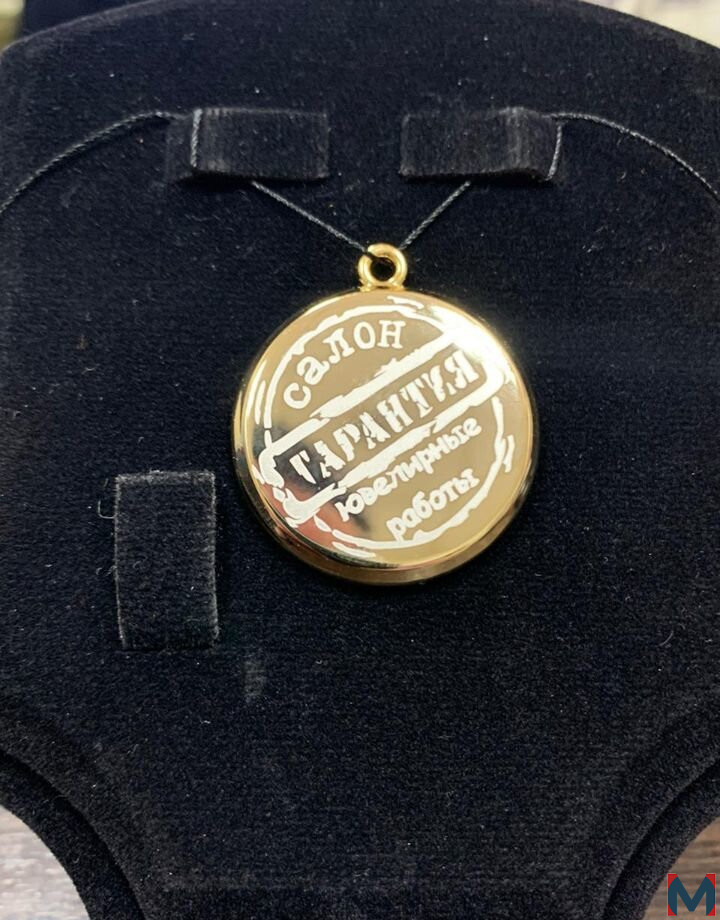 салон
ГАРАНТИЯ
ювелирные
работы
M